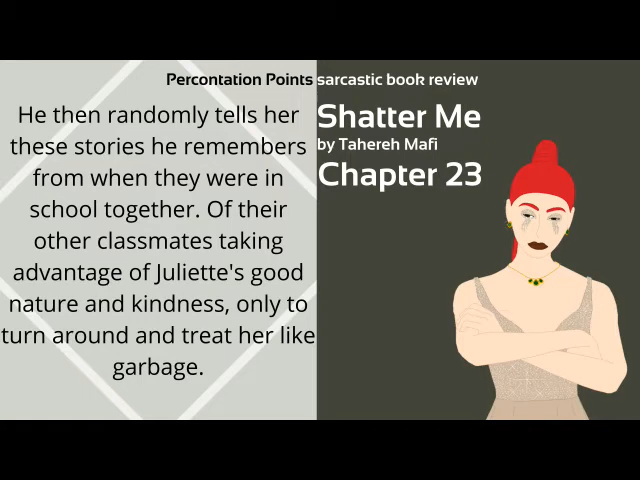 Percontation Points sarcastic book review
He then randomly tells her
these stories he remembers
from when they were in
school together. Of their
other classmates taking
advantage of Juliette's good
nature and kindness, only to
turn around and treat her like
garbage.
Shatter Me
by Tahereh Mafi
Chapter 23